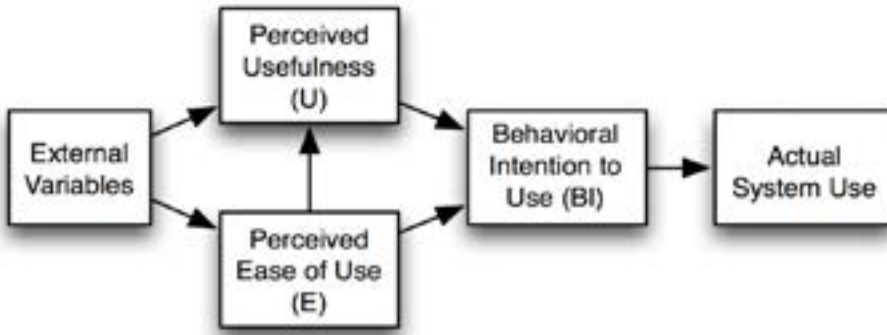 External
Variables
Perceived
Usefulness
(U)
Perceived
Ease of Use
(E)
Behavioral
Intention to
Use (BI)
Actual
System Use